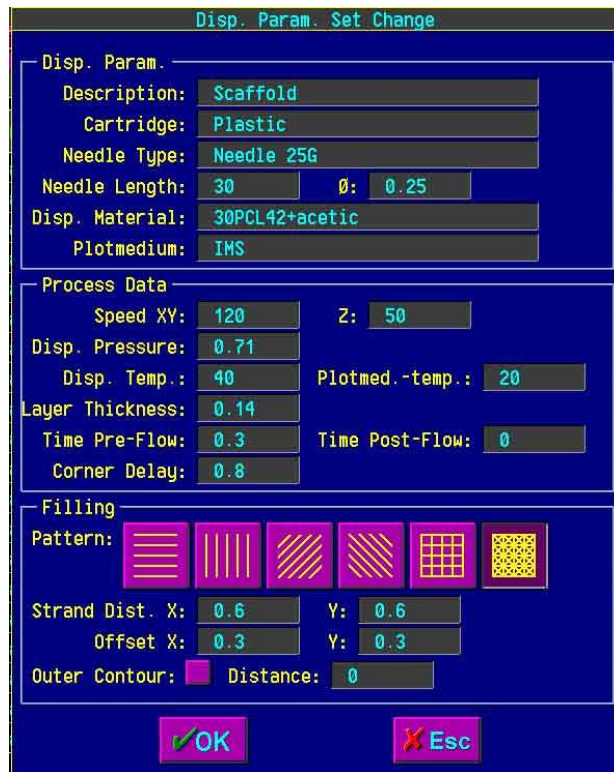 Disp. Param. Set Change
Disp. Param.
Description: Scaffold
Cartridge: Plastic
Needle Type: Needle 25G
Needle Length: 30 Ø: 0.25
Disp. Material: 30PCL42+acetic
Plotmedium: IMS
Process Data
Speed XY: 120 Z: 50
Disp. Pressure: 0.71
Disp. Temp.: 40 Plotmed.-temp.: 20
Layer Thickness: 0.14
Time Pre-Flow: 0.3 Time Post-Flow: 0
Corner Delay: 0.8
Filling
Pattern:
Strand Dist. X: 0.6 Y: 0.6
Offset X: 0.3 Y: 0.3
Outer Contour: Distance: 0
OK Esc